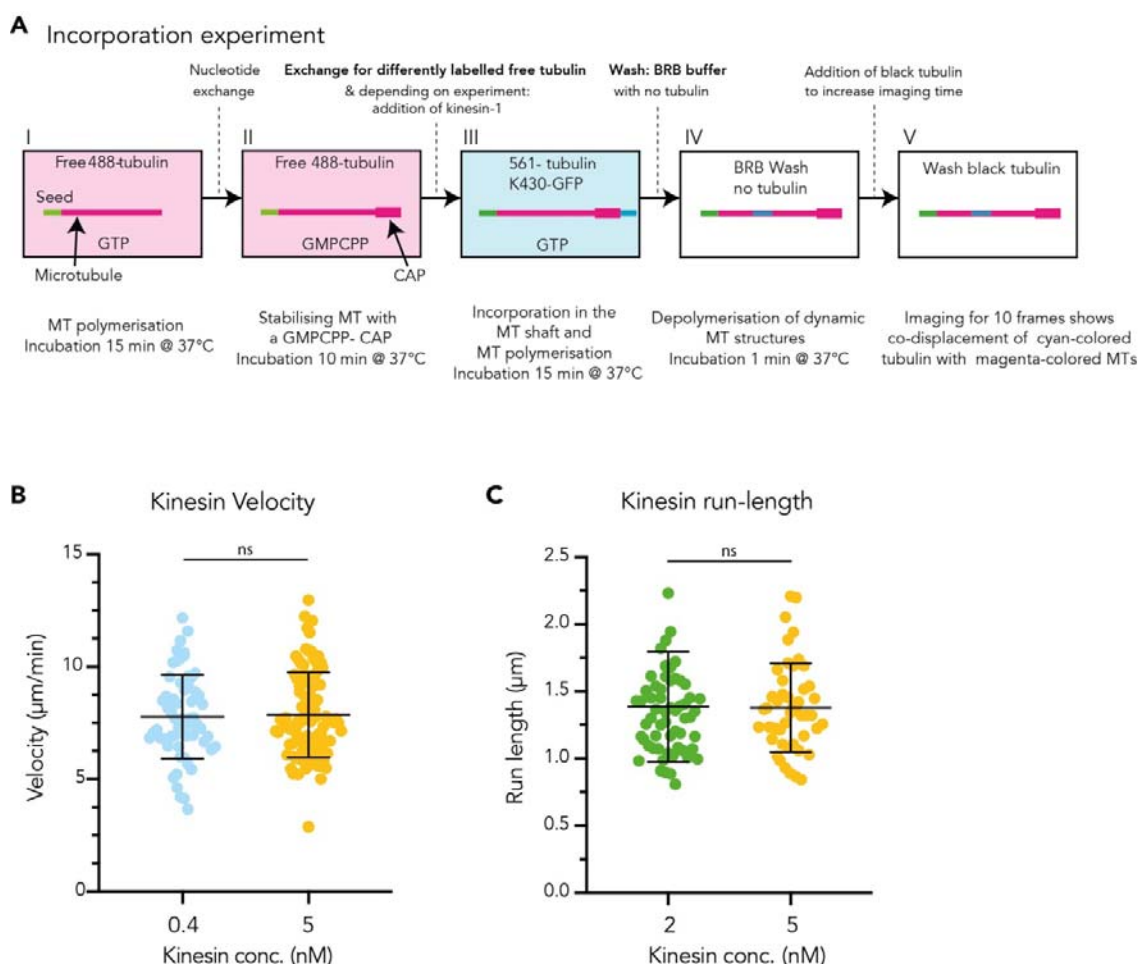 A Incorporation experiment
Nucleotide
exchange
Exchange for differently labelled free tubulin
& depending on experiment:
addition of kinesin-1
Wash: BRB buffer
with no tubulin
Addition of black tubulin
to increase imaging time
I
Free 488-tubulin
Seed
GTP
Microtubule
MT polymerisation
Incubation 15 min @ 37°C
II
Free 488-tubulin
GMPCPP
CAP
Stabilising MT with
a GMPCPP- CAP
Incubation 10 min @ 37°C
III
561- tubulin
K430-GFP
GTP
Incorporation in the
MT shaft and
MT polymerisation
Incubation 15 min @ 37°C
IV
BRB Wash
no tubulin
Depolymerisation of dynamic
MT structures
Incubation 1 min @ 37°C
V
Wash black tubulin
Imaging for 10 frames shows
co-displacement of cyan-colored
tubulin with magenta-colored MTs
B
Kinesin Velocity
ns
Velocity (µm/min)
15
10
5
0
0.4 5
Kinesin conc. (nM)
C
Kinesin run-length
ns
Run length (µm)
2.5
2.0
1.5
1.0
0.5
0.0
2 5
Kinesin conc. (nM)